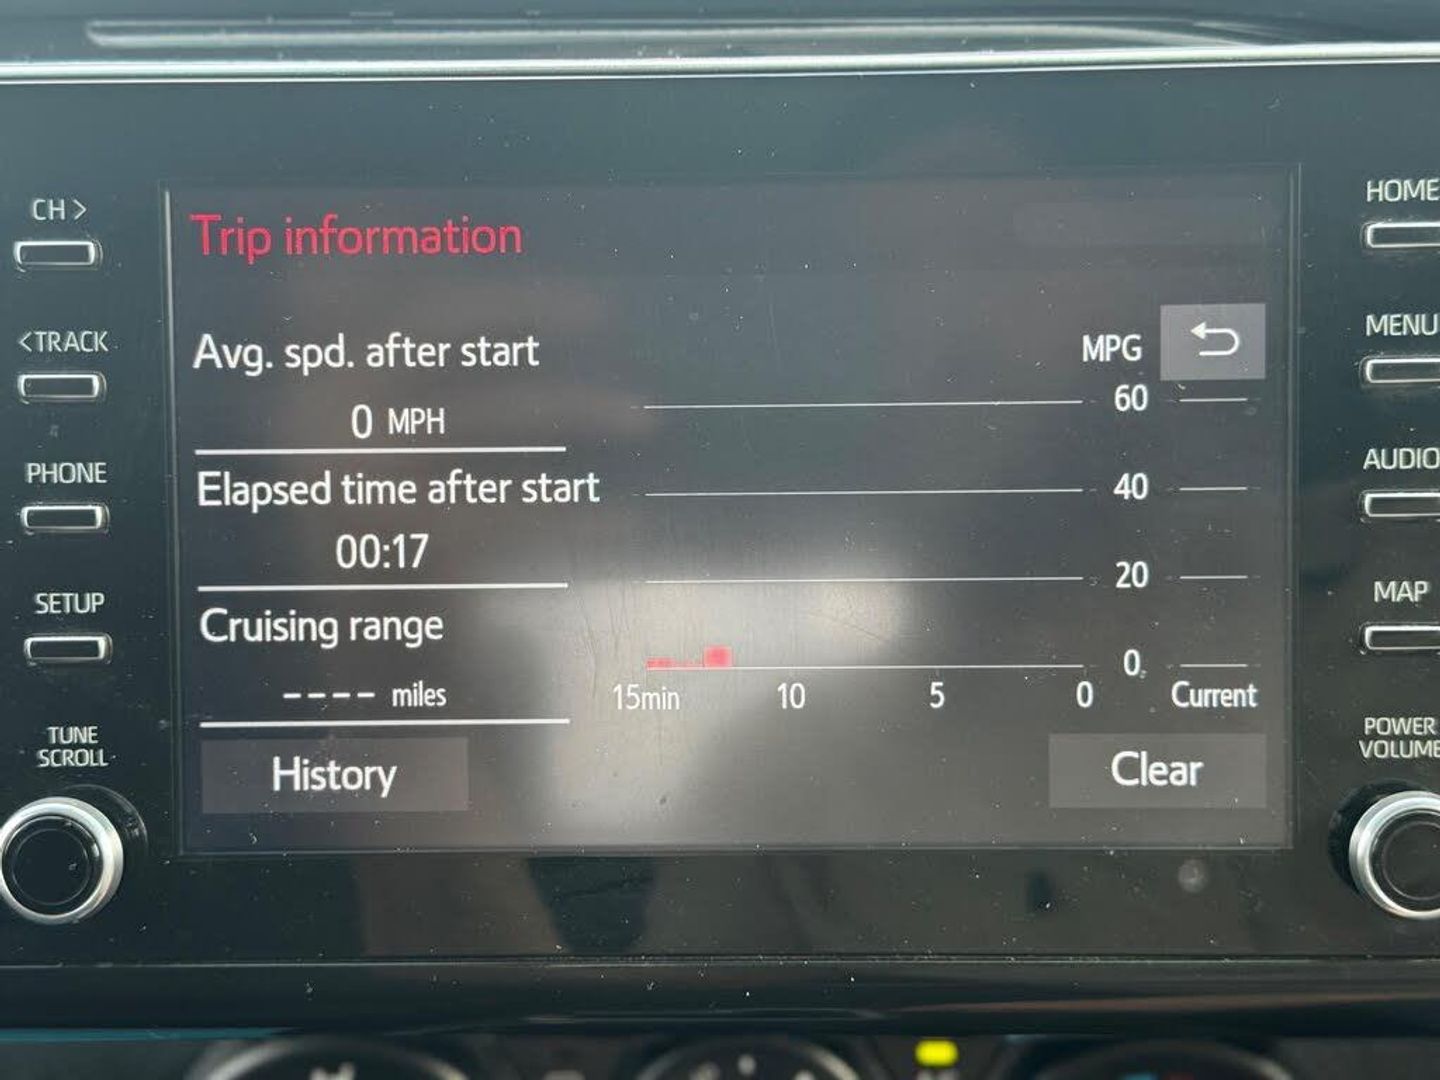 CH >
<TRACK
PHONE
SETUP
TUNE
SCROLL
Trip information
Avg. spd. after start
0 MPH
Elapsed time after start
00:17
Cruising range
---- miles
History
MPG
60
40
20
0
15min 10 5 0 Current
Clear
HOME
MENU
AUDIO
MAP
POWER
VOLUME